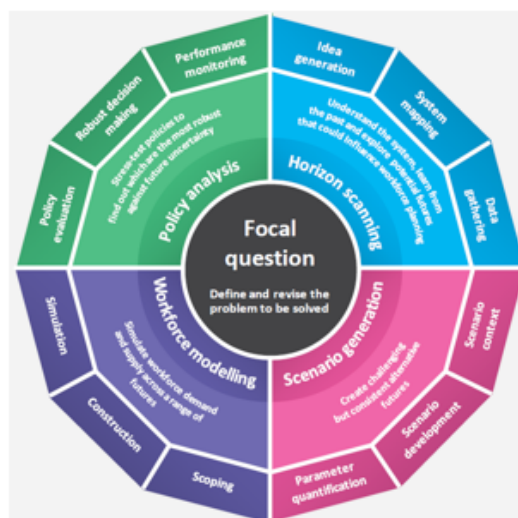 Focal
question
Define and revise the
problem to be solved
Horizon scanning
Understand the system, learn from
the past and explore potential futures
that could influence workforce planning
Idea
generation
System
mapping
Data
gathering
Scenario generation
Create challenging
but consistent alternative
futures
Scenario
context
Scenario
development
Parameter
quantification
Workforce modelling
Simulate workforce demand
and supply across a range of
futures
Scoping
Construction
Simulation
Policy analysis
Stress-test policies to
find out which are the most robust
against future uncertainty
Policy
evaluation
Robust decision
making
Performance
monitoring